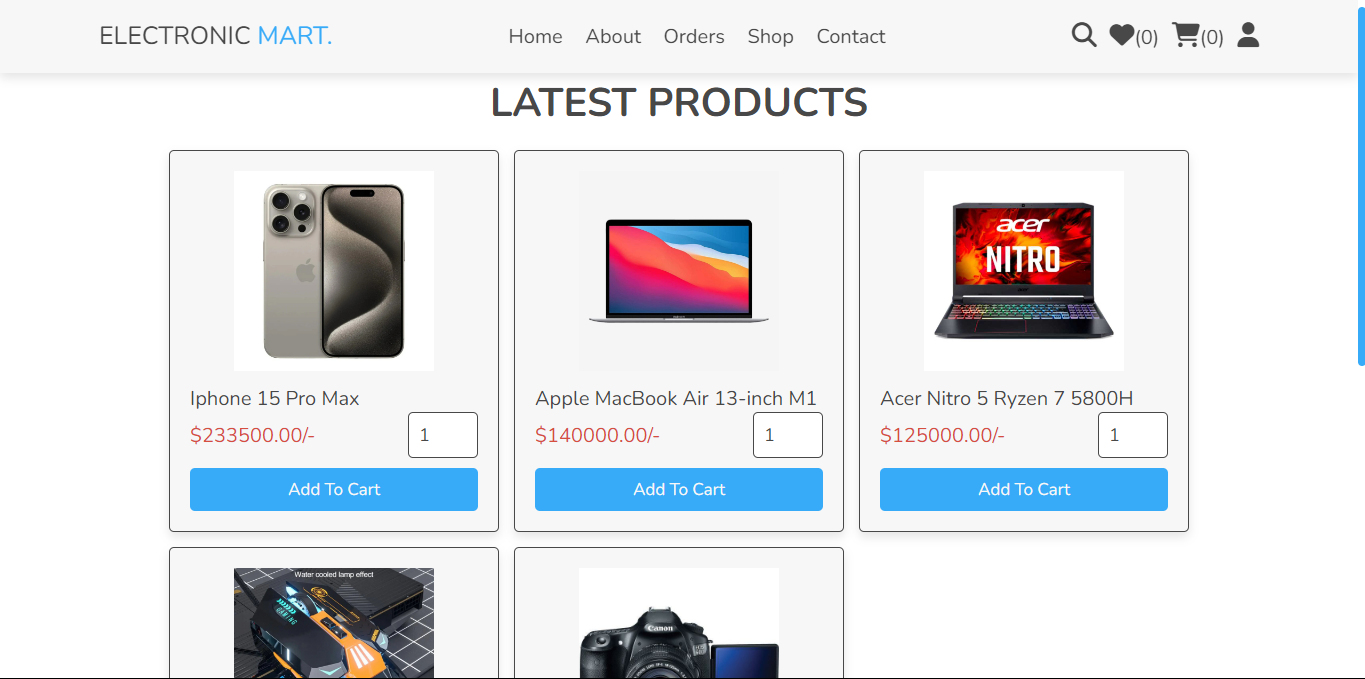 ELECTRONIC MART.
Home About Orders Shop Contact
(0) (0)
LATEST PRODUCTS
acer
NITRO
Iphone 15 Pro Max
$233500.00/-
1
Add To Cart
Apple MacBook Air 13-inch M1
$140000.00/-
1
Add To Cart
Acer Nitro 5 Ryzen 7 5800H
$125000.00/-
1
Add To Cart
Water cooled lamp effect
GAMING
Canon